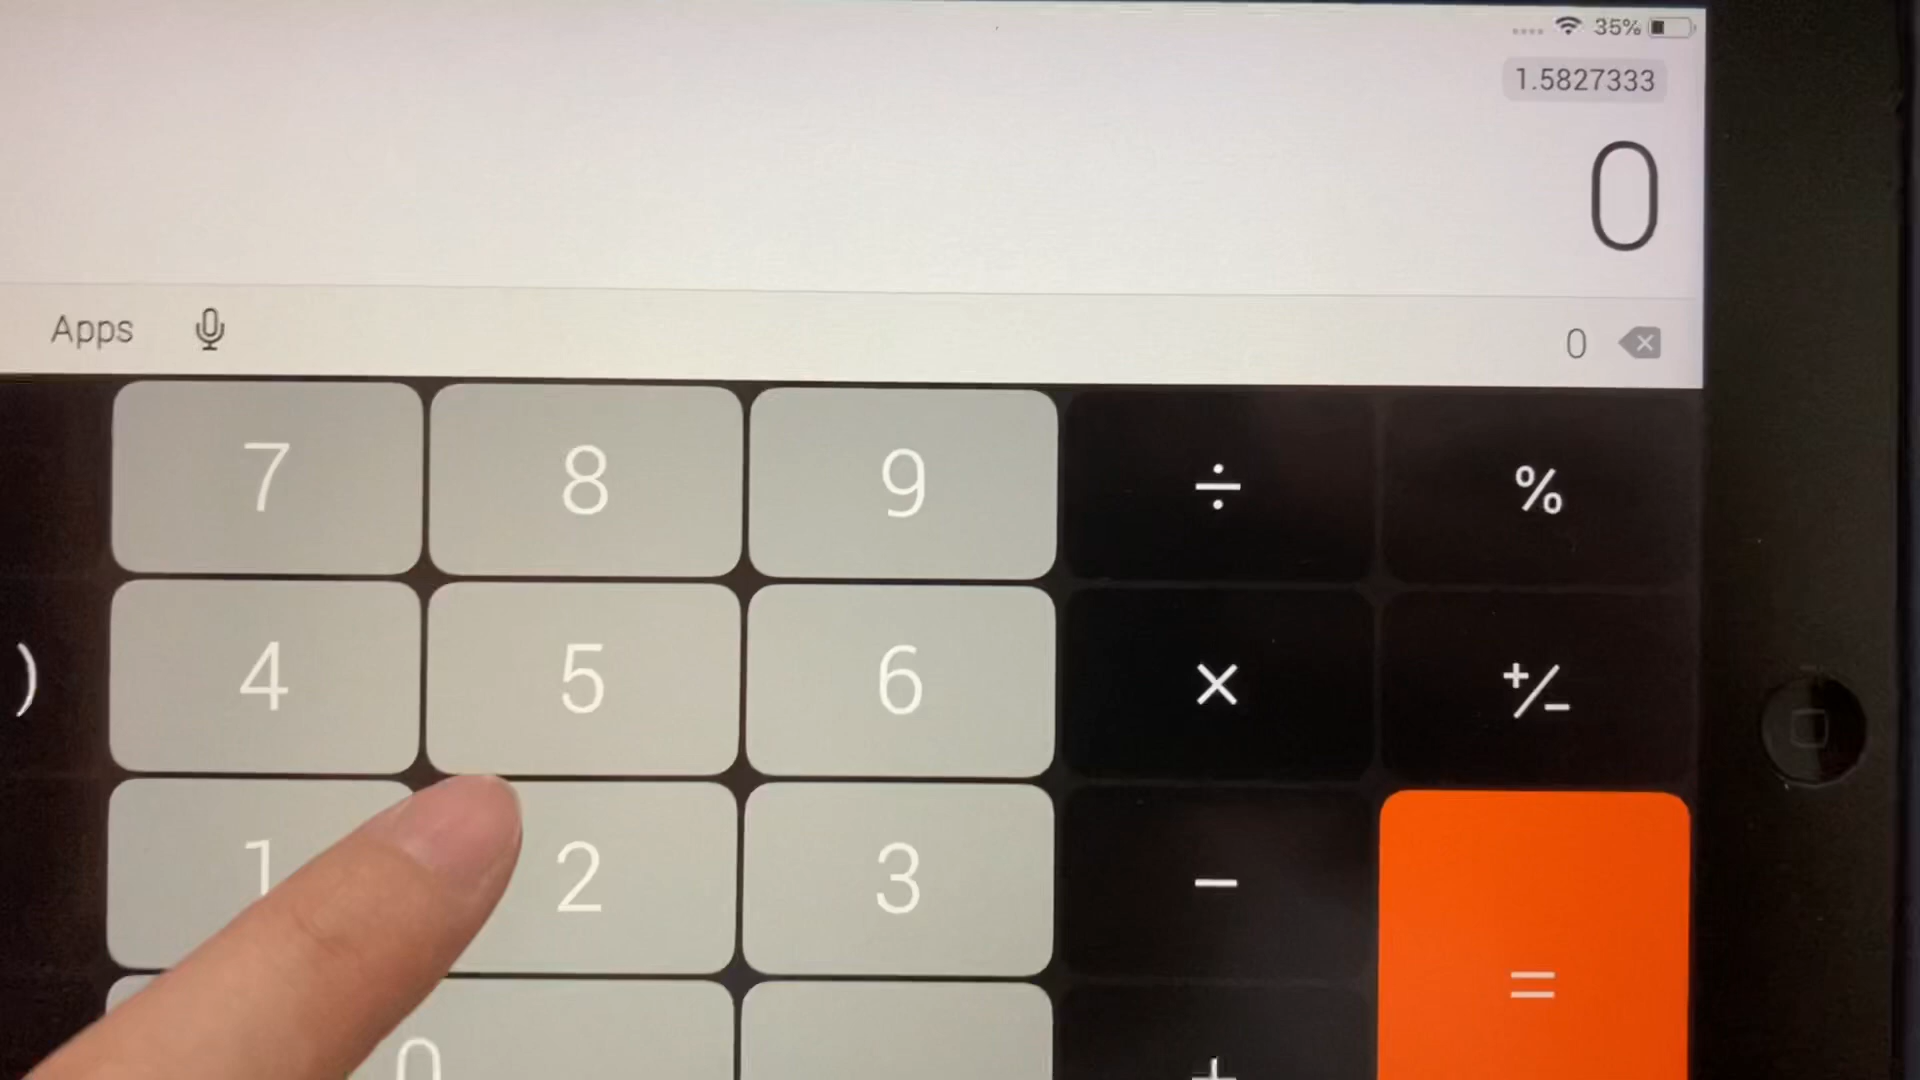 35%
1.5827333
0
Apps
0
7 8 9 ÷ %
) 4 5 6 × +/-
1 2 3 −
=
0 +